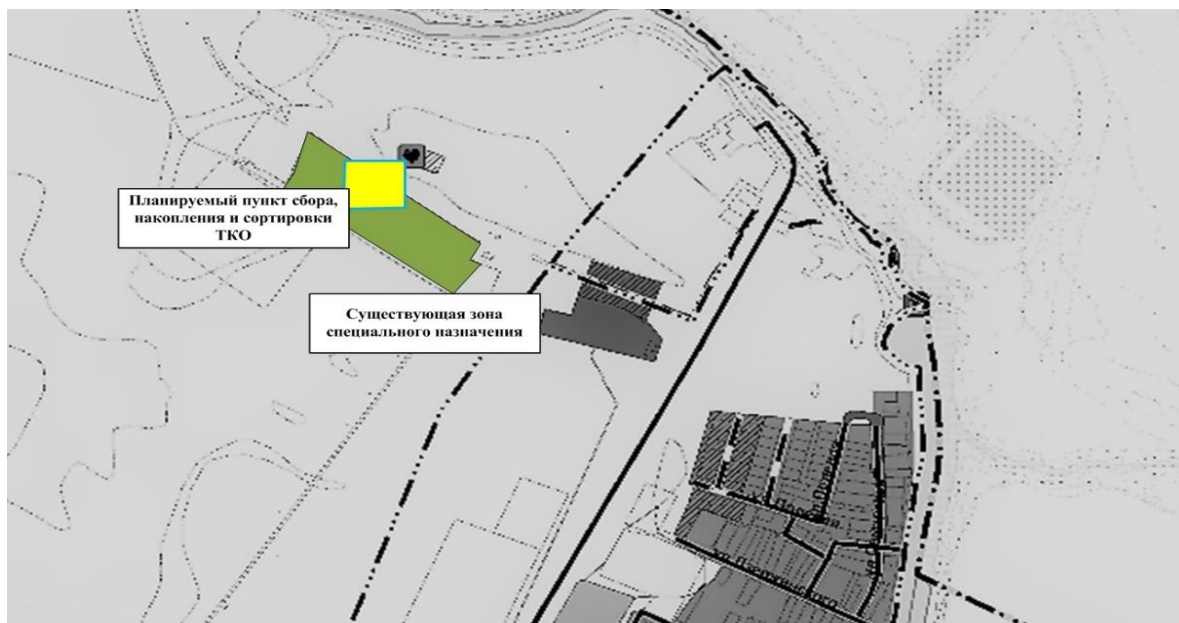 Планируемый пункт сбора,
накопления и сортировки
ТКО
Существующая зона
специального назначения